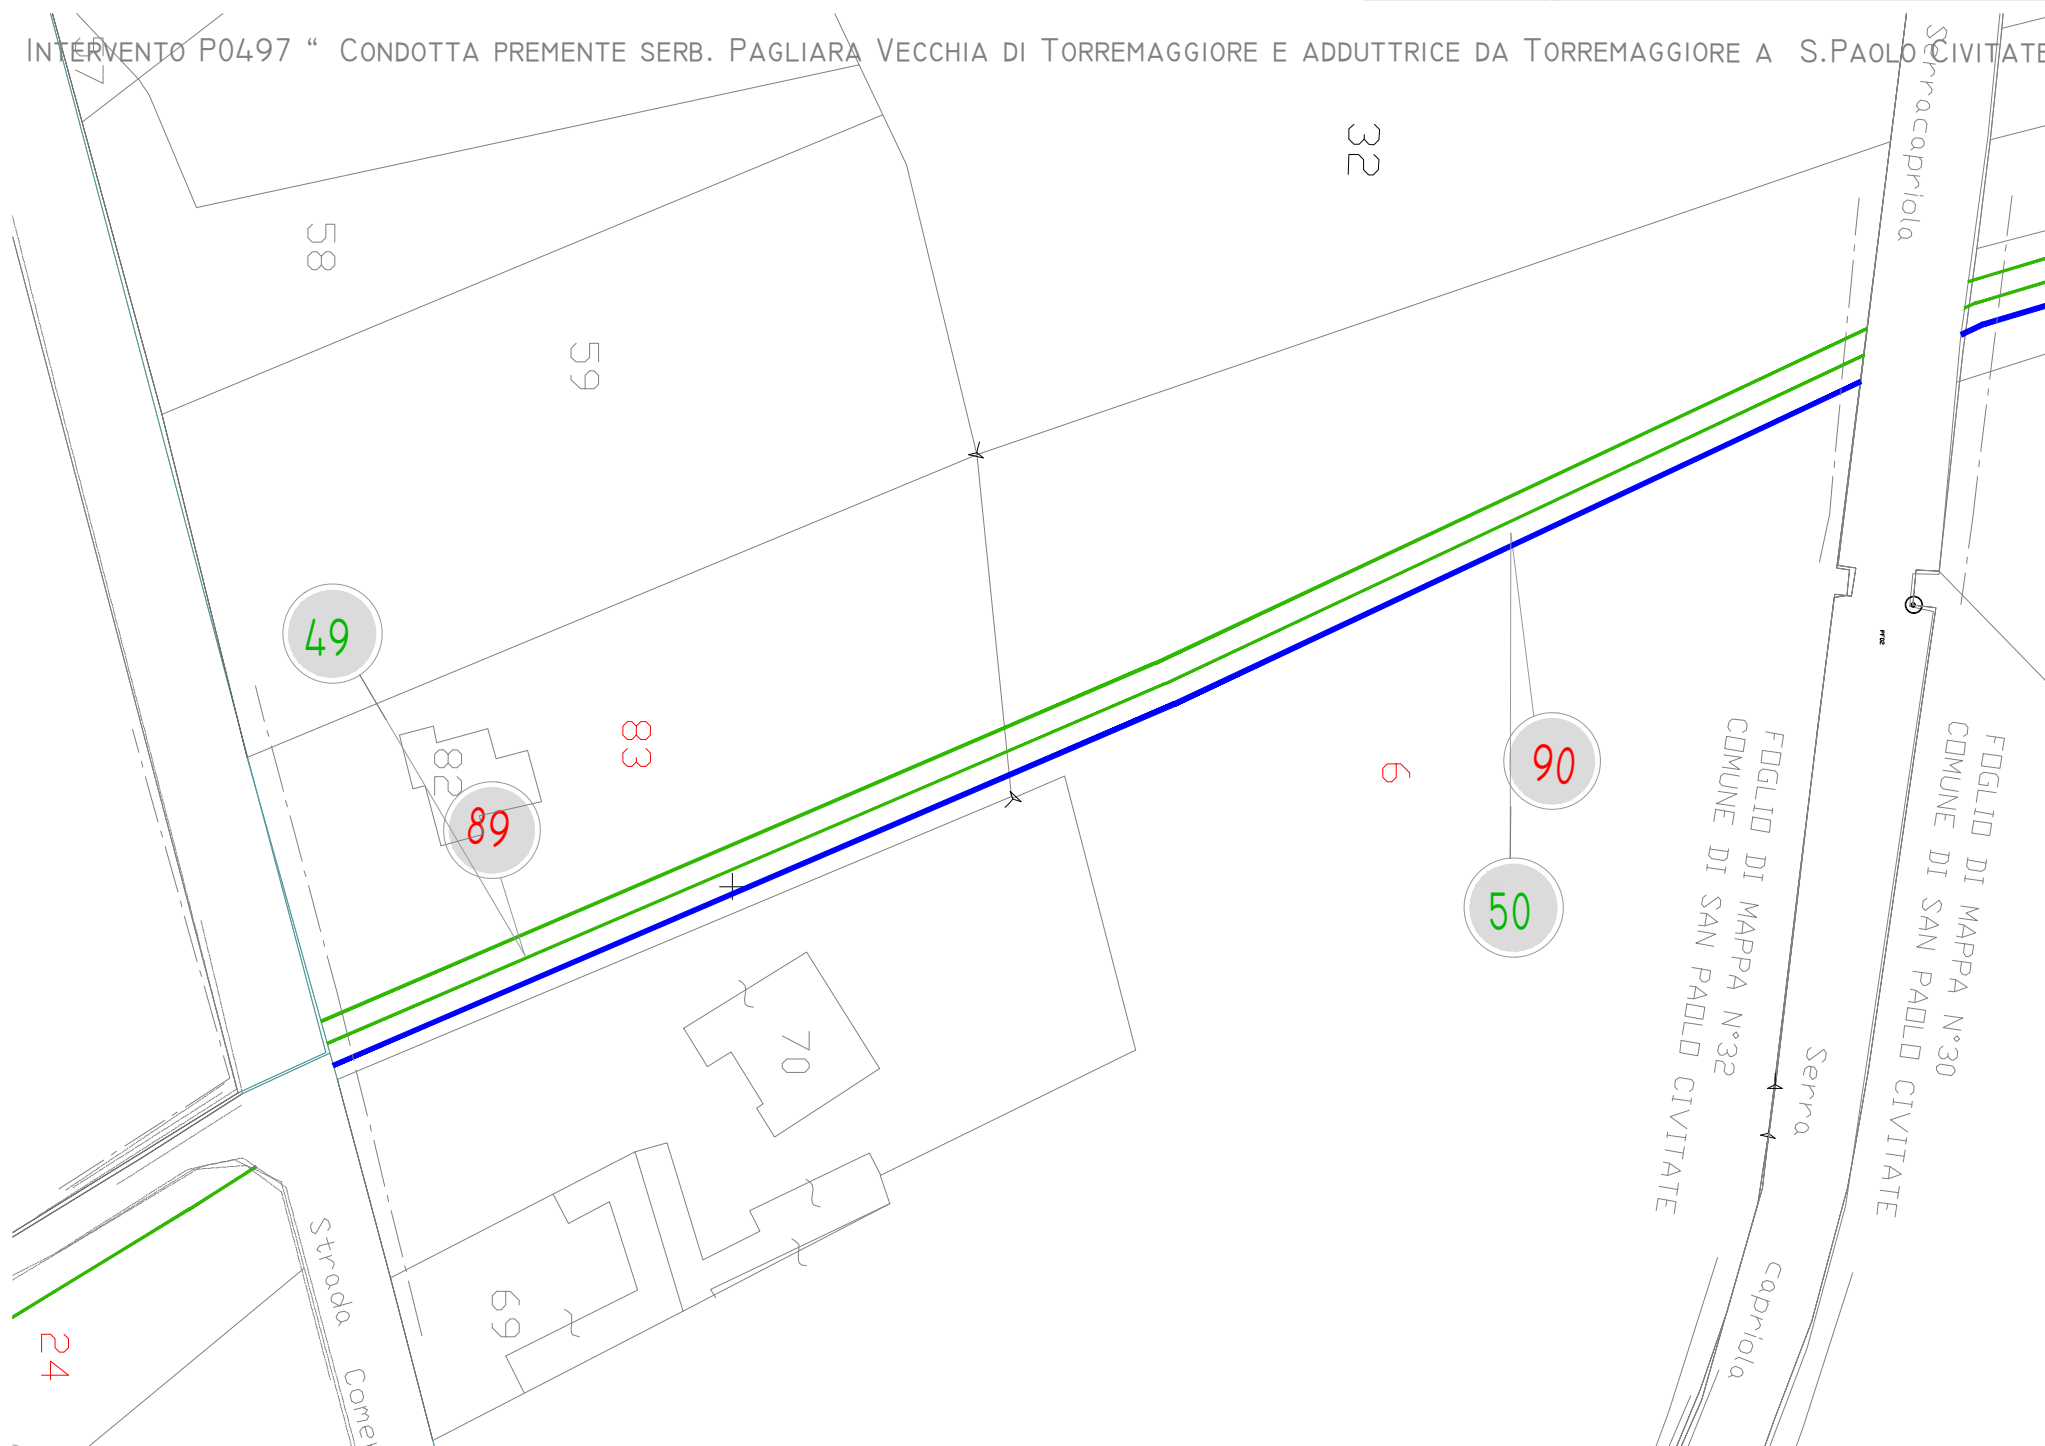 INTERVENTO P0497 “ CONDOTTA PREMENTE SERB. PAGLIARA VECCHIA DI TORREMAGGIORE E ADDUTTRICE DA TORREMAGGIORE A S.PAOLO CIVITATE
Serracapriola
32
58
59
49
82
83
89
6
90
50
PF02
FOGLIO DI MAPPA N°32
COMUNE DI SAN PAOLO CIVITATE
FOGLIO DI MAPPA N°30
COMUNE DI SAN PAOLO CIVITATE
70
Serra
Capriola
69
24
Strada